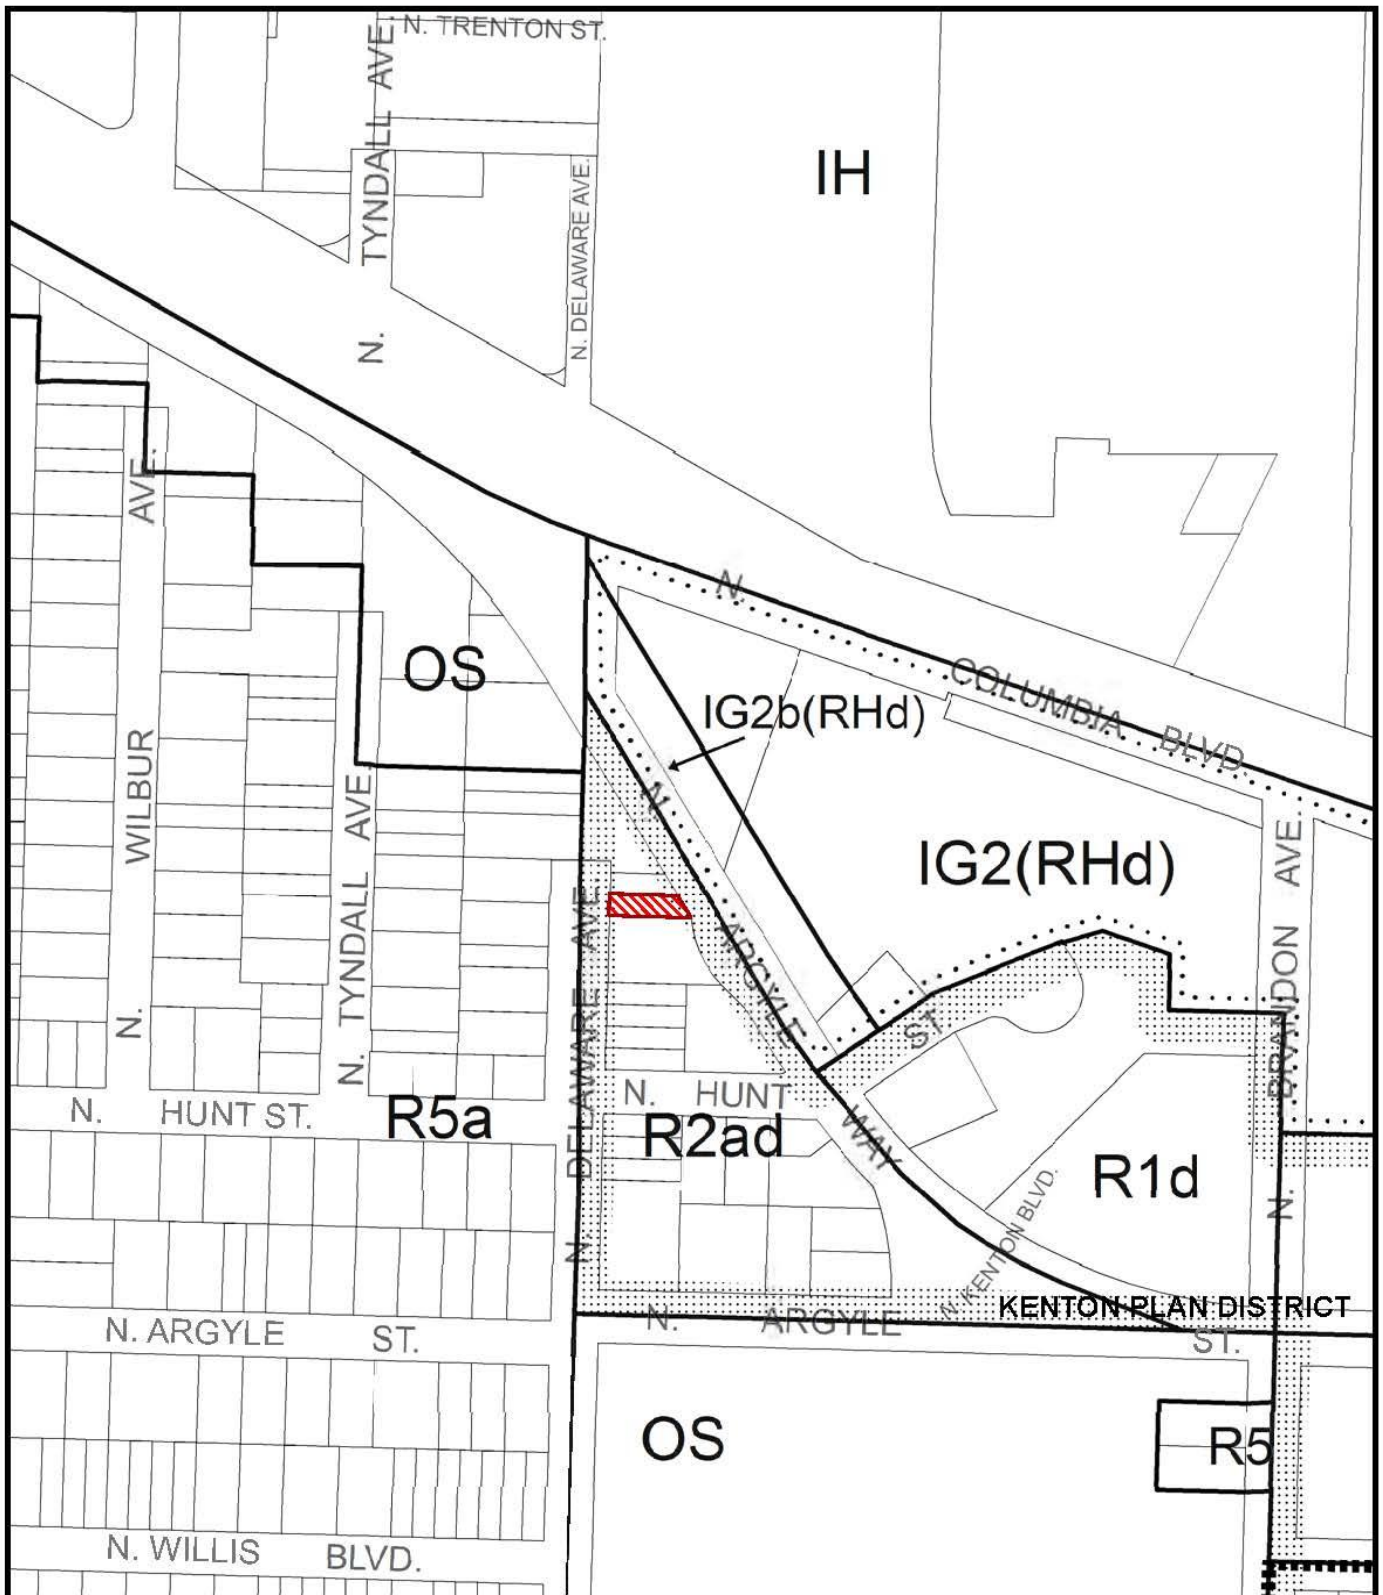 N. TRENTON ST.
N. TYNDALL AVE.
N. DELAWARE AVE.
IH
N. WILBUR AVE.
OS
N. COLUMBIA BLVD.
IG2b(RHd)
IG2(RHd)
N. TYNDALL AVE.
N. DELAWARE AVE.
N. ARGYLE WAY
ST.
N. BRANDON AVE.
N. HUNT ST.
R5a
N. HUNT
R2ad
R1d
N. KENTON BLVD.
KENTON PLAN DISTRICT
N. ARGYLE ST.
N. ARGYLE ST.
OS
R5
N. WILLIS BLVD.